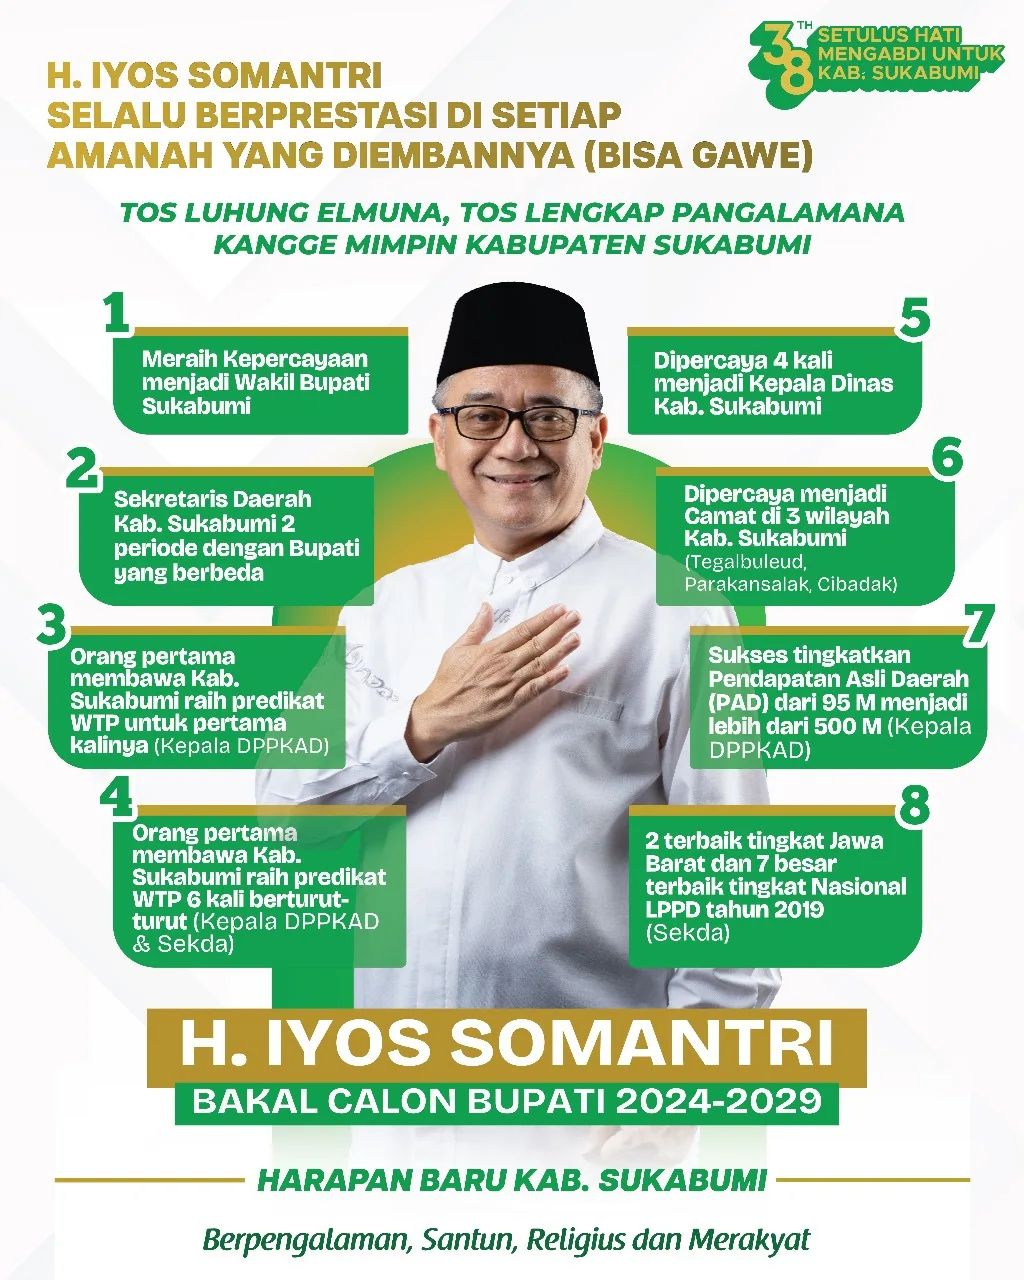 38
TH
SETULUS HATI
MENGABDI UNTUK
KAB. SUKABUMI
H. IYOS SOMANTRI
SELALU BERPRESTASI DI SETIAP
AMANAH YANG DIEMBANNYA (BISA GAWE)
TOS LUHUNG ELMUNA, TOS LENGKAP PANGALAMANA
KANGGE MIMPIN KABUPATEN SUKABUMI
1
Meraih Kepercayaan
menjadi Wakil Bupati
Sukabumi
2
Sekretaris Daerah
Kab. Sukabumi 2
periode dengan Bupati
yang berbeda
3
Orang pertama
membawa Kab.
Sukabumi raih predikat
WTP untuk pertama
kalinya (Kepala DPPKAD)
4
Orang pertama
membawa Kab.
Sukabumi raih predikat
WTP 6 kali berturut-
turut (Kepala DPPKAD
& Sekda)
5
Dipercaya 4 kali
menjadi Kepala Dinas
Kab. Sukabumi
6
Dipercaya menjadi
Camat di 3 wilayah
Kab. Sukabumi
(Tegalbuleud,
Parakansalak, Cibadak)
7
Sukses tingkatkan
Pendapatan Asli Daerah
(PAD) dari 95 M menjadi
lebih dari 500 M (Kepala
DPPKAD)
8
2 terbaik tingkat Jawa
Barat dan 7 besar
terbaik tingkat Nasional
LPPD tahun 2019
(Sekda)
H. IYOS SOMANTRI
BAKAL CALON BUPATI 2024-2029
HARAPAN BARU KAB. SUKABUMI
Berpengalaman, Santun, Religius dan Merakyat